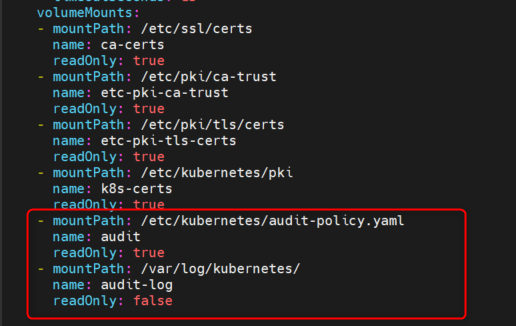 volumeMounts:
- mountPath: /etc/ssl/certs
name: ca-certs
readOnly: true
- mountPath: /etc/pki/ca-trust
name: etc-pki-ca-trust
readOnly: true
- mountPath: /etc/pki/tls/certs
name: etc-pki-tls-certs
readOnly: true
- mountPath: /etc/kubernetes/pki
name: k8s-certs
readOnly: true
- mountPath: /etc/kubernetes/audit-policy.yaml
name: audit
readOnly: true
- mountPath: /var/log/kubernetes/
name: audit-log
readOnly: false